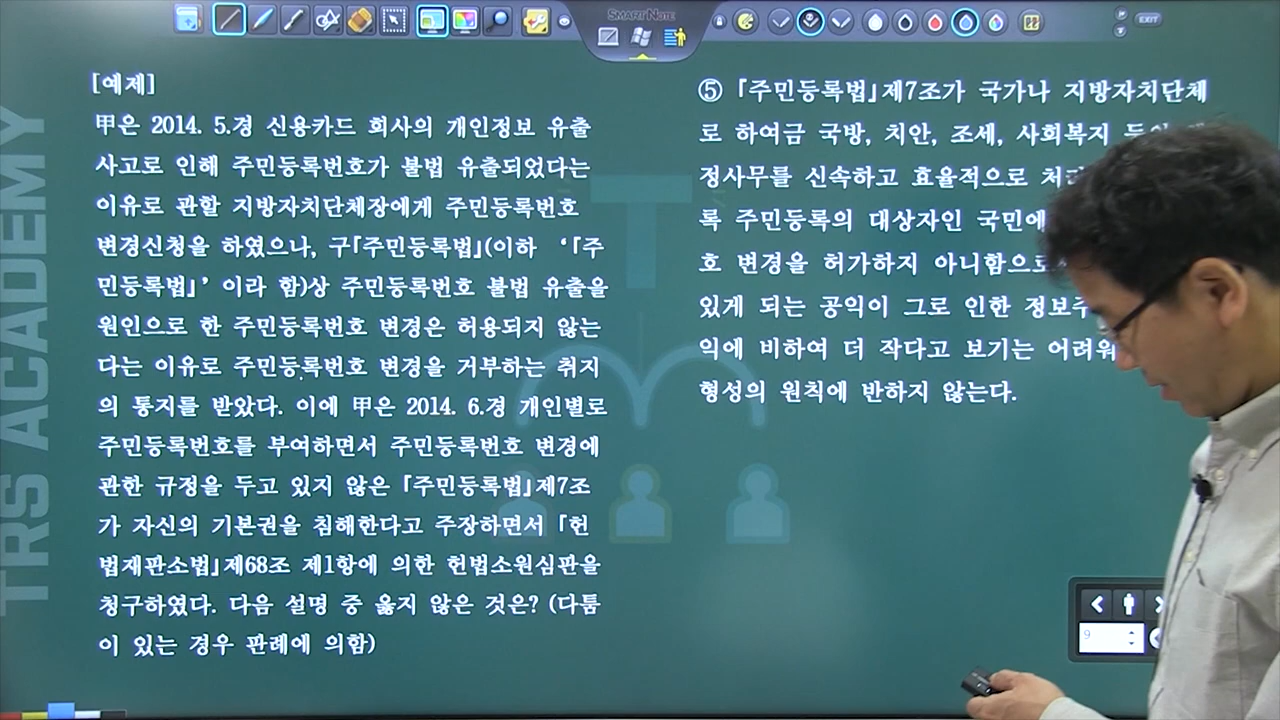 SMART NOTE
EXIT
[예제]
甲은 2014. 5.경 신용카드 회사의 개인정보 유출
사고로 인해 주민등록번호가 불법 유출되었다는
이유로 관할 지방자치단체장에게 주민등록번호
변경신청을 하였으나, 구「주민등록법」(이하 ‘「주
민등록법」’이라 함)상 주민등록번호 불법 유출을
원인으로 한 주민등록번호 변경은 허용되지 않는
다는 이유로 주민등록번호 변경을 거부하는 취지
의 통지를 받았다. 이에 甲은 2014. 6.경 개인별로
주민등록번호를 부여하면서 주민등록번호 변경에
관한 규정을 두고 있지 않은 「주민등록법」제7조
가 자신의 기본권을 침해한다고 주장하면서 「헌
법재판소법」제68조 제1항에 의한 헌법소원심판을
청구하였다. 다음 설명 중 옳지 않은 것은? (다툼
이 있는 경우 판례에 의함)
⑤ 「주민등록법」제7조가 국가나 지방자치단체
로 하여금 국방, 치안, 조세, 사회복지
정사무를 신속하고 효율적으로
록 주민등록의 대상자인 국민에
호 변경을 허가하지 아니함으로
있게 되는 공익이 그로 인한
익에 비하여 더 작다고 보기는
형성의 원칙에 반하지 않는다.
TRS ACADEMY
9